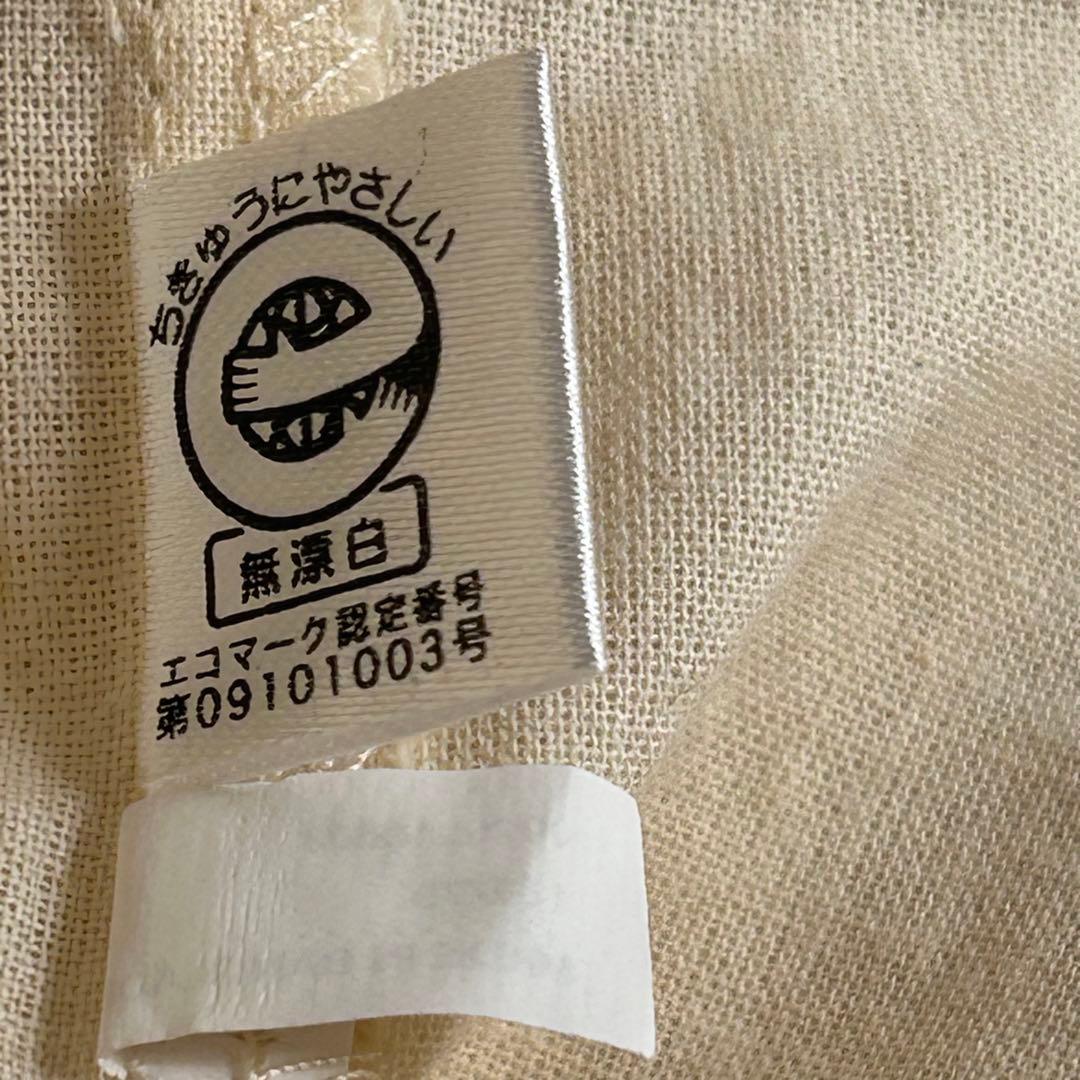 ちきゅうにやさしい
無漂白
エコマーク認定番号
第09101003号